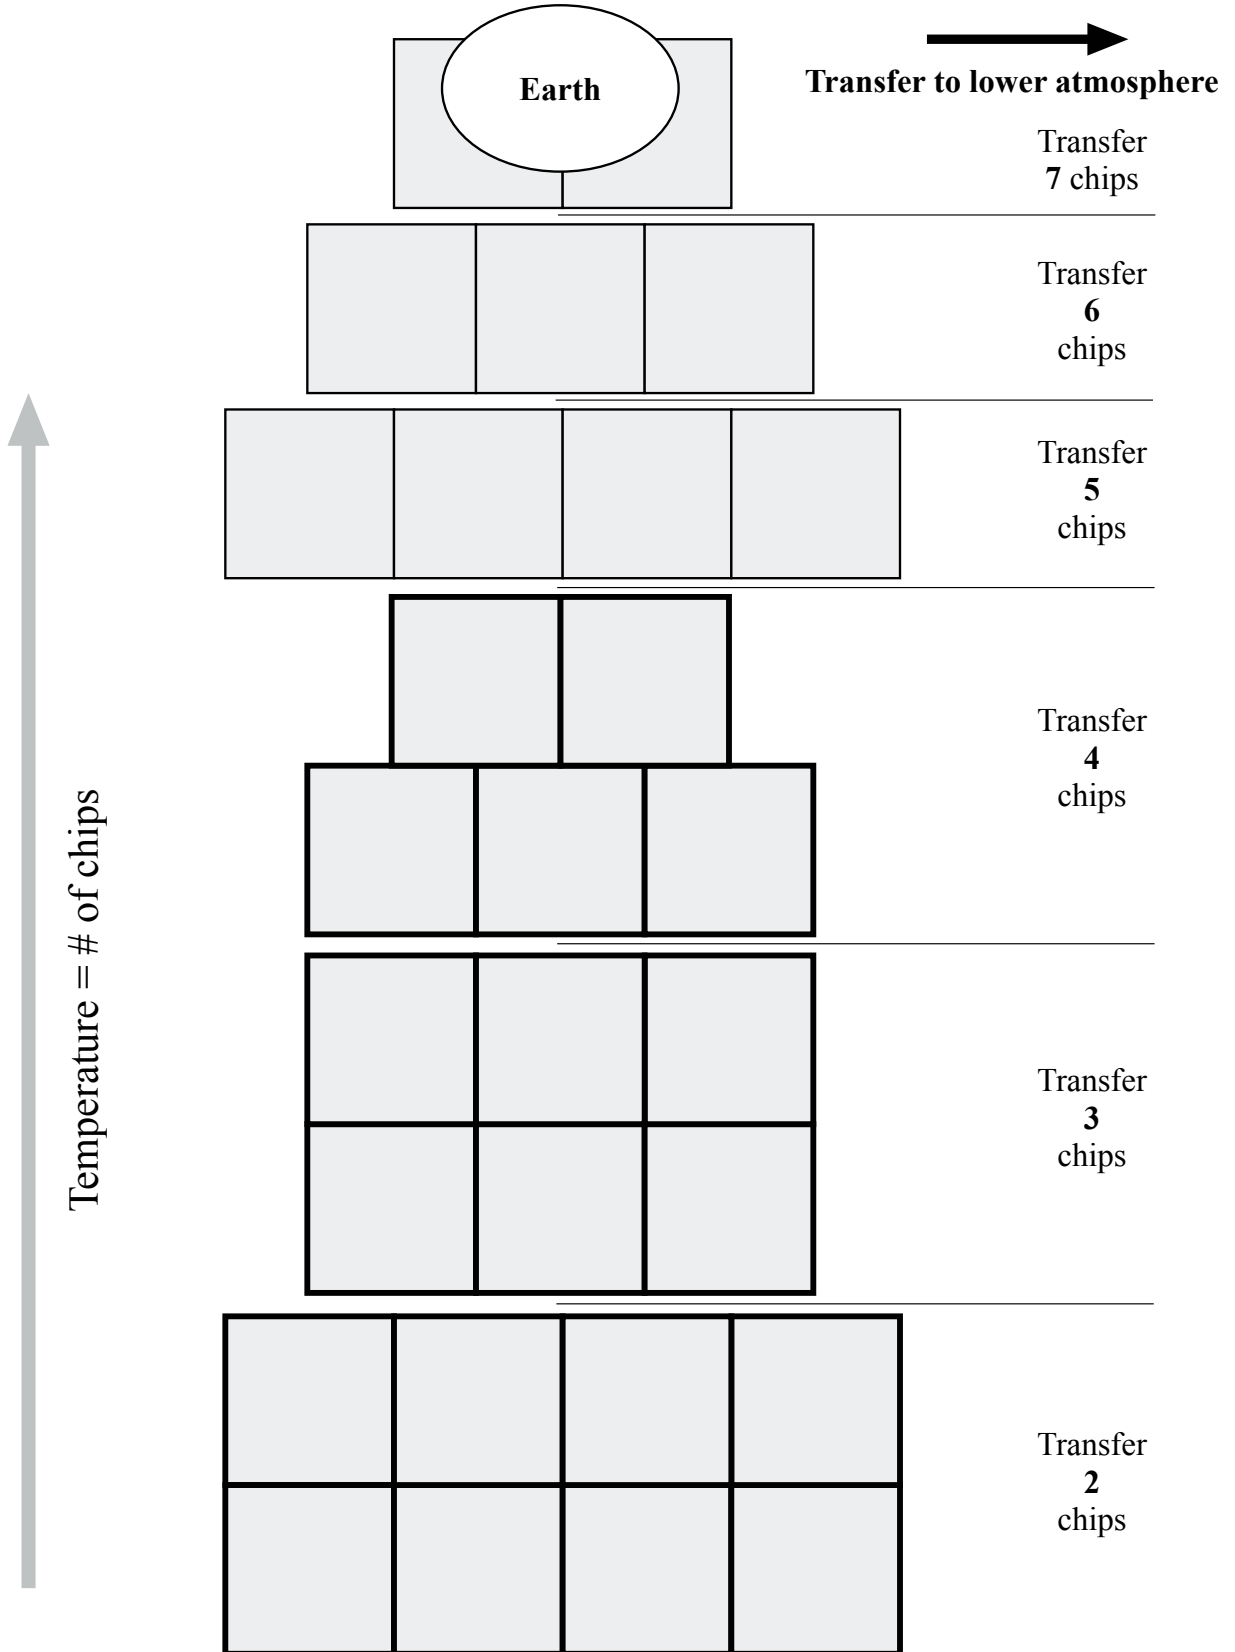 Earth
Transfer to lower atmosphere
Transfer
7 chips
Transfer
6
chips
Transfer
5
chips
Transfer
4
chips
Temperature = # of chips
Transfer
3
chips
Transfer
2
chips